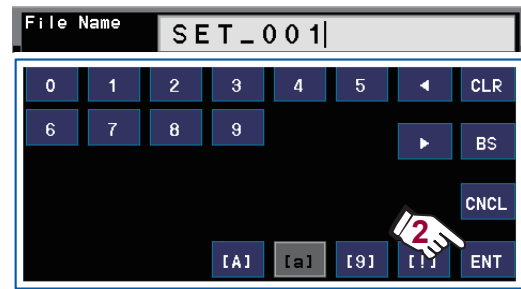 File Name
SET_001
0 1 2 3 4 5 ◄ CLR
6 7 8 9 ► BS
CNCL
2
[A] [a] [9] [!] ENT